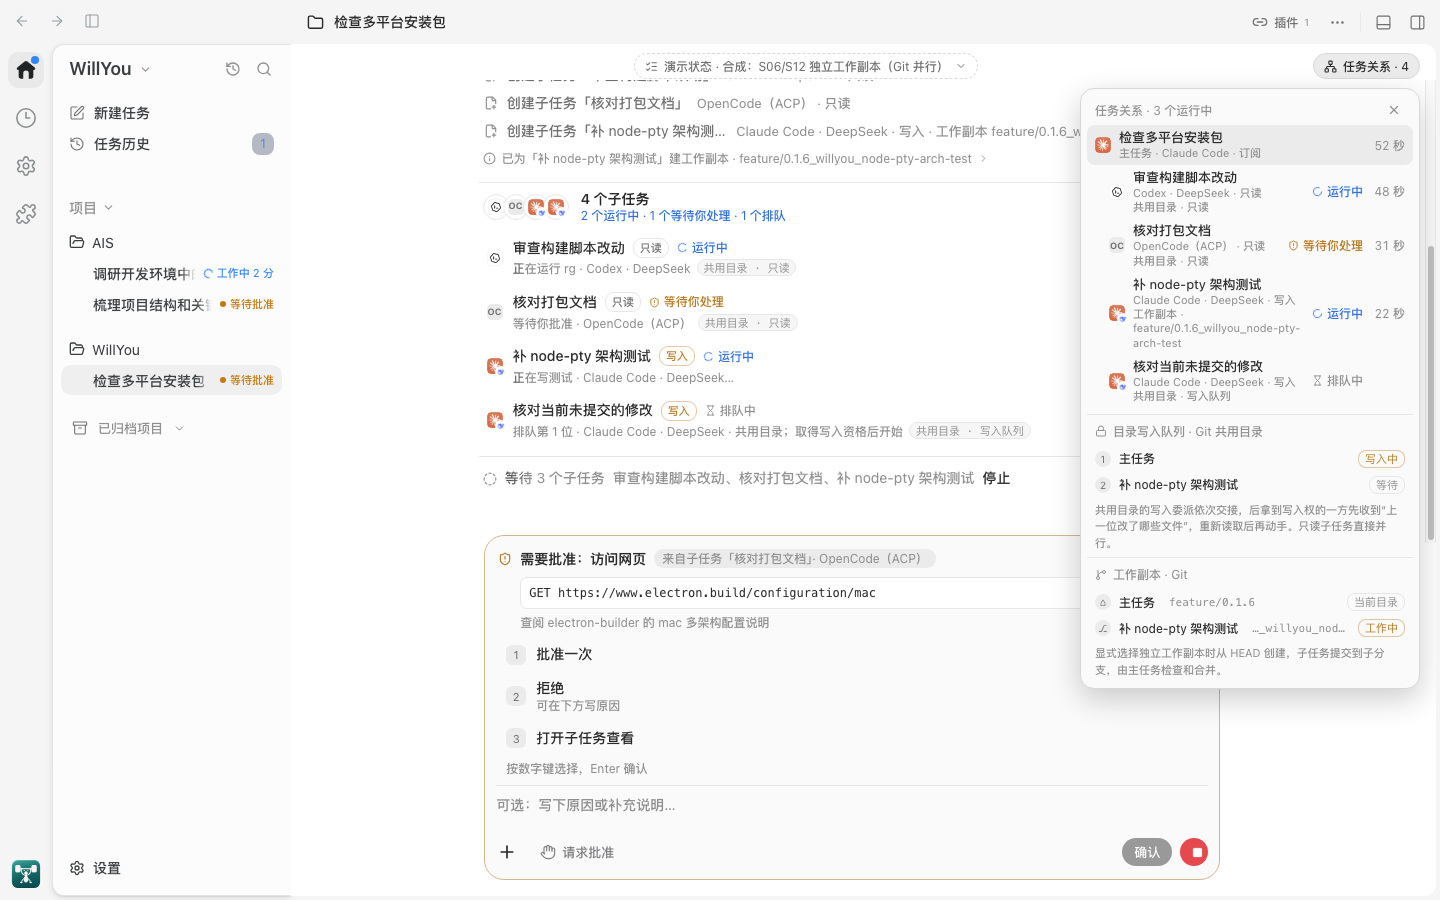 检查多平台安装包
插件 1
WillYou
新建任务
任务历史
1
项目
AIS
调研开发环境中
工作中 2 分
梳理项目结构和关
等待批准
WillYou
检查多平台安装包
等待批准
已归档项目
设置
演示状态 · 合成：S06/S12 独立工作副本（Git 并行）
任务关系 · 4
创建子任务「核对打包文档」 OpenCode（ACP） · 只读
创建子任务「补 node-pty 架构测... Claude Code · DeepSeek · 写入 · 工作副本 feature/0.1.6_w
已为「补 node-pty 架构测试」建工作副本 · feature/0.1.6_willyou_node-pty-arch-test
OC
4 个子任务
2 个运行中 · 1 个等待你处理 · 1 个排队
审查构建脚本改动 只读 运行中
正在运行 rg · Codex · DeepSeek 共用目录 · 只读
OC
核对打包文档 只读 等待你处理
等待你批准 · OpenCode（ACP） 共用目录 · 只读
补 node-pty 架构测试 写入 运行中
正在写测试 · Claude Code · DeepSeek...
核对当前未提交的修改 写入 排队中
排队第 1 位 · Claude Code · DeepSeek · 共用目录；取得写入资格后开始 共用目录 · 写入队列
等待 3 个子任务 审查构建脚本改动、核对打包文档、补 node-pty 架构测试 停止
需要批准：访问网页 来自子任务「核对打包文档」· OpenCode（ACP）
GET https://www.electron.build/configuration/mac
查阅 electron-builder 的 mac 多架构配置说明
1 批准一次
2 拒绝
可在下方写原因
3 打开子任务查看
按数字键选择，Enter 确认
可选：写下原因或补充说明...
请求批准
确认
任务关系 · 3 个运行中
检查多平台安装包
主任务 · Claude Code · 订阅
52 秒
审查构建脚本改动
Codex · DeepSeek · 只读
共用目录 · 只读
运行中 48 秒
OC
核对打包文档
OpenCode（ACP） · 只读
共用目录 · 只读
等待你处理 31 秒
补 node-pty 架构测试
Claude Code · DeepSeek · 写入
工作副本 ·
feature/0.1.6_willyou_node-pty-
arch-test
运行中 22 秒
核对当前未提交的修改
Claude Code · DeepSeek · 写入
共用目录 · 写入队列
排队中
目录写入队列 · Git 共用目录
1 主任务 写入中
2 补 node-pty 架构测试 等待
共用目录的写入委派依次交接，后拿到写入权的一方先收到“上
一位改了哪些文件”，重新读取后再动手。只读子任务直接并
行。
工作副本 · Git
主任务 feature/0.1.6 当前目录
补 node-pty 架构测试 …_willyou_nod… 工作中
显式选择独立工作副本时从 HEAD 创建，子任务提交到子分
支，由主任务检查和合并。